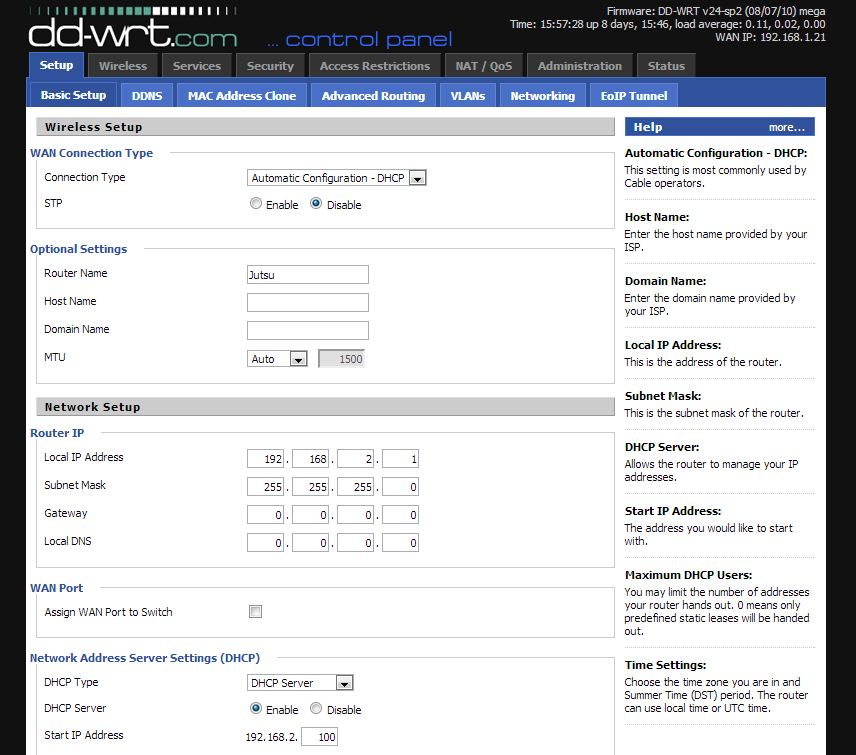 dd-wrt.com ... control panel
Firmware: DD-WRT v24-sp2 (08/07/10) mega
Time: 15:57:28 up 8 days, 15:46, load average: 0.11, 0.02, 0.00
WAN IP: 192.168.1.21
Setup Wireless Services Security Access Restrictions NAT / QoS Administration Status
Basic Setup DDNS MAC Address Clone Advanced Routing VLANs Networking EoIP Tunnel
Wireless Setup
WAN Connection Type
Connection Type Automatic Configuration - DHCP
STP Enable Disable
Optional Settings
Router Name Jutsu
Host Name
Domain Name
MTU Auto 1500
Network Setup
Router IP
Local IP Address 192. 168. 2. 1
Subnet Mask 255. 255. 255. 0
Gateway 0. 0. 0. 0
Local DNS 0. 0. 0. 0
WAN Port
Assign WAN Port to Switch
Network Address Server Settings (DHCP)
DHCP Type DHCP Server
DHCP Server Enable Disable
Start IP Address 192.168.2. 100
Help more...
Automatic Configuration - DHCP:
This setting is most commonly used by
Cable operators.
Host Name:
Enter the host name provided by your
ISP.
Domain Name:
Enter the domain name provided by
your ISP.
Local IP Address:
This is the address of the router.
Subnet Mask:
This is the subnet mask of the router.
DHCP Server:
Allows the router to manage your IP
addresses.
Start IP Address:
The address you would like to start
with.
Maximum DHCP Users:
You may limit the number of addresses
your router hands out. 0 means only
predefined static leases will be handed
out.
Time Settings:
Choose the time zone you are in and
Summer Time (DST) period. The router
can use local time or UTC time.